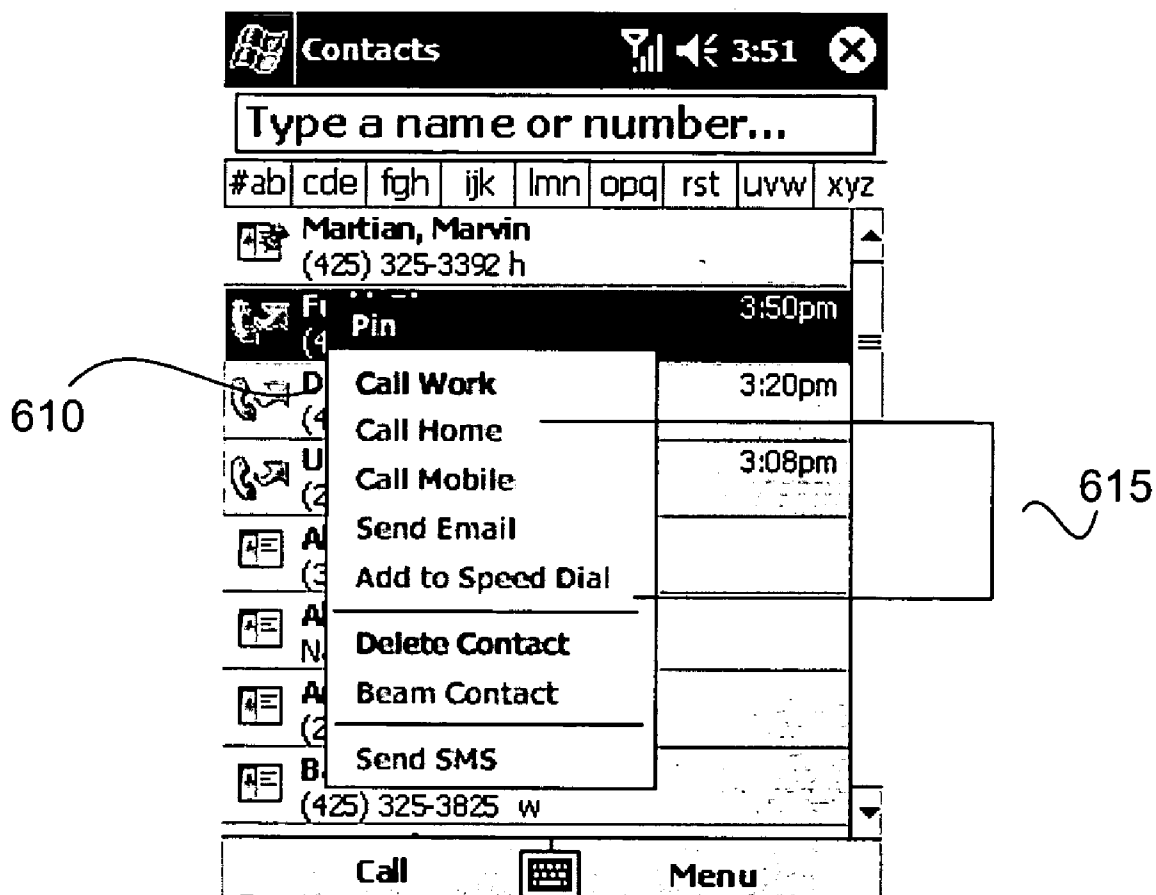 Contacts 3:51
Type a name or number...
#ab cde fgh ijk lmn opq rst uvw xyz
Martian, Marvin
(425) 325-3392 h
3:50pm
Pin
610
Call Work 3:20pm
Call Home
3:08pm
Call Mobile
615
Send Email
Add to Speed Dial
Delete Contact
Beam Contact
Send SMS
(425) 325-3825 w
Call Menu